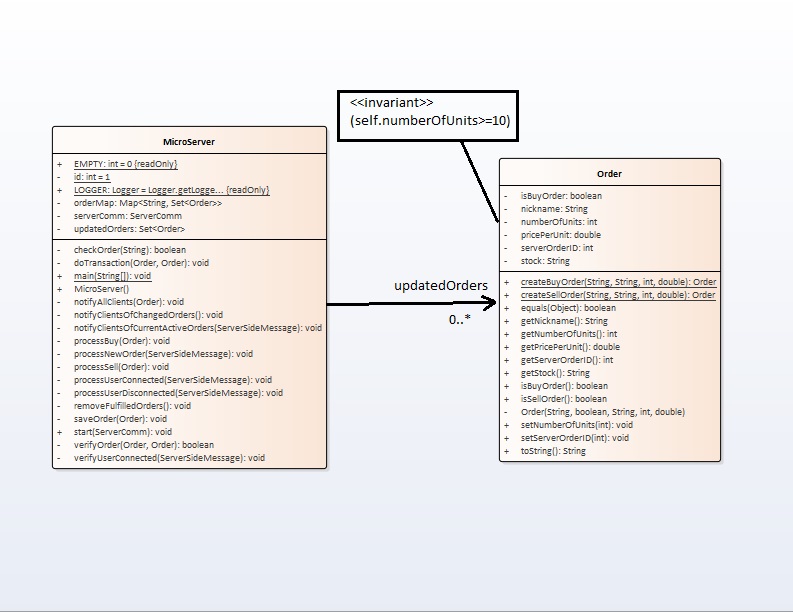 <<invariant>>
(self.numberOfUnits>=10)
MicroServer
+ EMPTY: int = 0 {readOnly}
- id: int = 1
+ LOGGER: Logger = Logger.getLogge... {readOnly}
- orderMap: Map<String, Set<Order>>
- serverComm: ServerComm
- updatedOrders: Set<Order>
- checkOrder(String): boolean
- doTransaction(Order, Order): void
+ main(String[]): void
+ MicroServer()
- notifyAllClients(Order): void
- notifyClientsOfChangedOrders(): void
- notifyClientsOfCurrentActiveOrders(ServerSideMessage): void
- processBuy(Order): void
- processNewOrder(ServerSideMessage): void
- processSell(Order): void
- processUserConnected(ServerSideMessage): void
- processUserDisconnected(ServerSideMessage): void
- removeFulfilledOrders(): void
- saveOrder(Order): void
+ start(ServerComm): void
- verifyOrder(Order, Order): boolean
- verifyUserConnected(ServerSideMessage): void
updatedOrders
0..*
Order
- isBuyOrder: boolean
- nickname: String
- numberOfUnits: int
- pricePerUnit: double
- serverOrderID: int
- stock: String
+ createBuyOrder(String, String, int, double): Order
+ createSellOrder(String, String, int, double): Order
+ equals(Object): boolean
+ getNickname(): String
+ getNumberOfUnits(): int
+ getPricePerUnit(): double
+ getServerOrderID(): int
+ getStock(): String
+ isBuyOrder(): boolean
+ isSellOrder(): boolean
- Order(String, boolean, String, int, double)
+ setNumberOfUnits(int): void
+ setServerOrderID(int): void
+ toString(): String